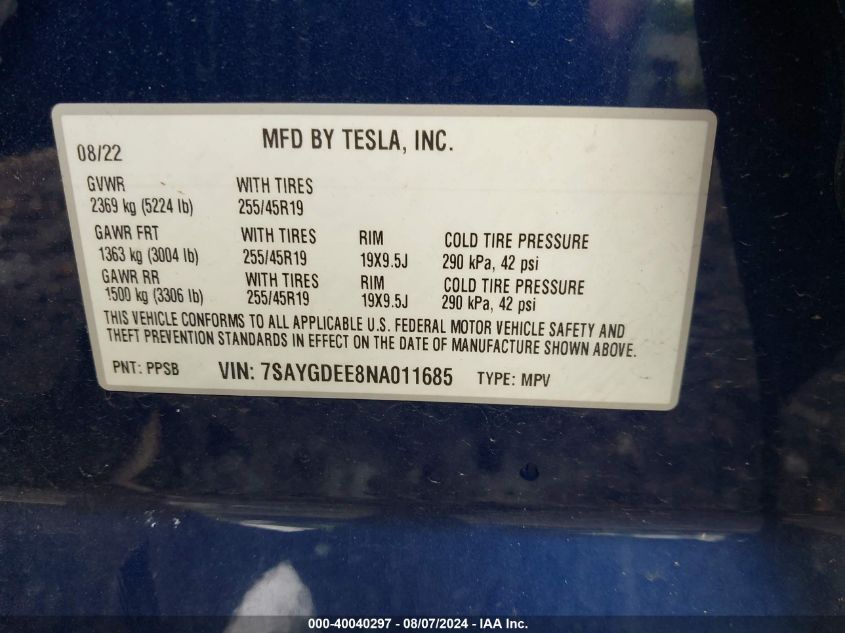 MFD BY TESLA, INC.
08/22
GVWR WITH TIRES
2369 kg (5224 lb) 255/45R19
GAWR FRT WITH TIRES RIM COLD TIRE PRESSURE
1363 kg (3004 lb) 255/45R19 19X9.5J 290 kPa, 42 psi
GAWR RR WITH TIRES RIM COLD TIRE PRESSURE
1500 kg (3306 lb) 255/45R19 19X9.5J 290 kPa, 42 psi
THIS VEHICLE CONFORMS TO ALL APPLICABLE U.S. FEDERAL MOTOR VEHICLE SAFETY AND
THEFT PREVENTION STANDARDS IN EFFECT ON THE DATE OF MANUFACTURE SHOWN ABOVE.
PNT: PPSB VIN: 7SAYGDEE8NA011685 TYPE: MPV
000-40040297 - 08/07/2024 - IAA Inc.